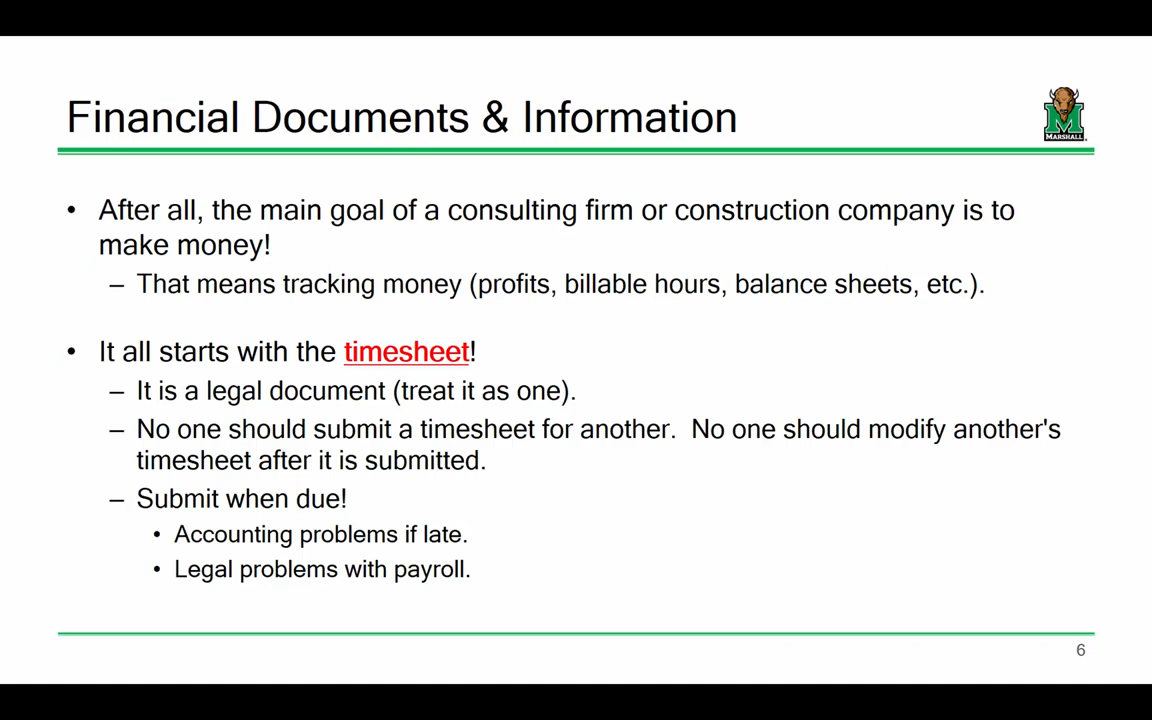 Financial Documents & Information
MARSHALL
• After all, the main goal of a consulting firm or construction company is to
make money!
– That means tracking money (profits, billable hours, balance sheets, etc.).
• It all starts with the timesheet!
– It is a legal document (treat it as one).
– No one should submit a timesheet for another.  No one should modify another's
timesheet after it is submitted.
– Submit when due!
• Accounting problems if late.
• Legal problems with payroll.
6